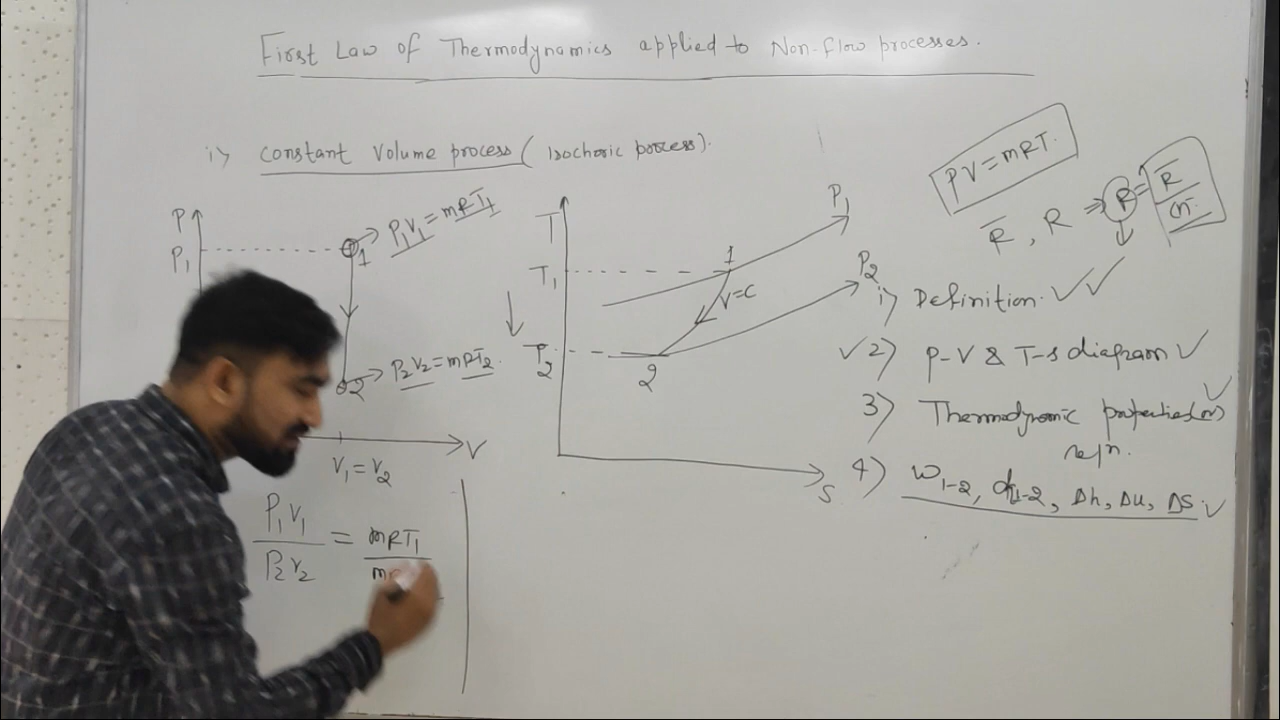 First Law of Thermodynamics applied to Non-flow processes.
i) Constant Volume process ( Isochoric process).
PV = mRT.
R̅, R ⇒ R = R̅/m
P
P₁
1
P₁V₁ = mRT₁
2
P₂V₂ = mRT₂
V
V₁ = V₂
T
T₁
1
P₁
V=C
P₂
T₂
2
S
i) Definition. ✓✓
✓ 2) P-V & T-s diagram ✓
3) Thermodynamic properties (or) ✓
re/n.
4) W₁₋₂, q₁₋₂, Δh, Δu, Δs ✓
P₁V₁/P₂V₂ = mRT₁/m